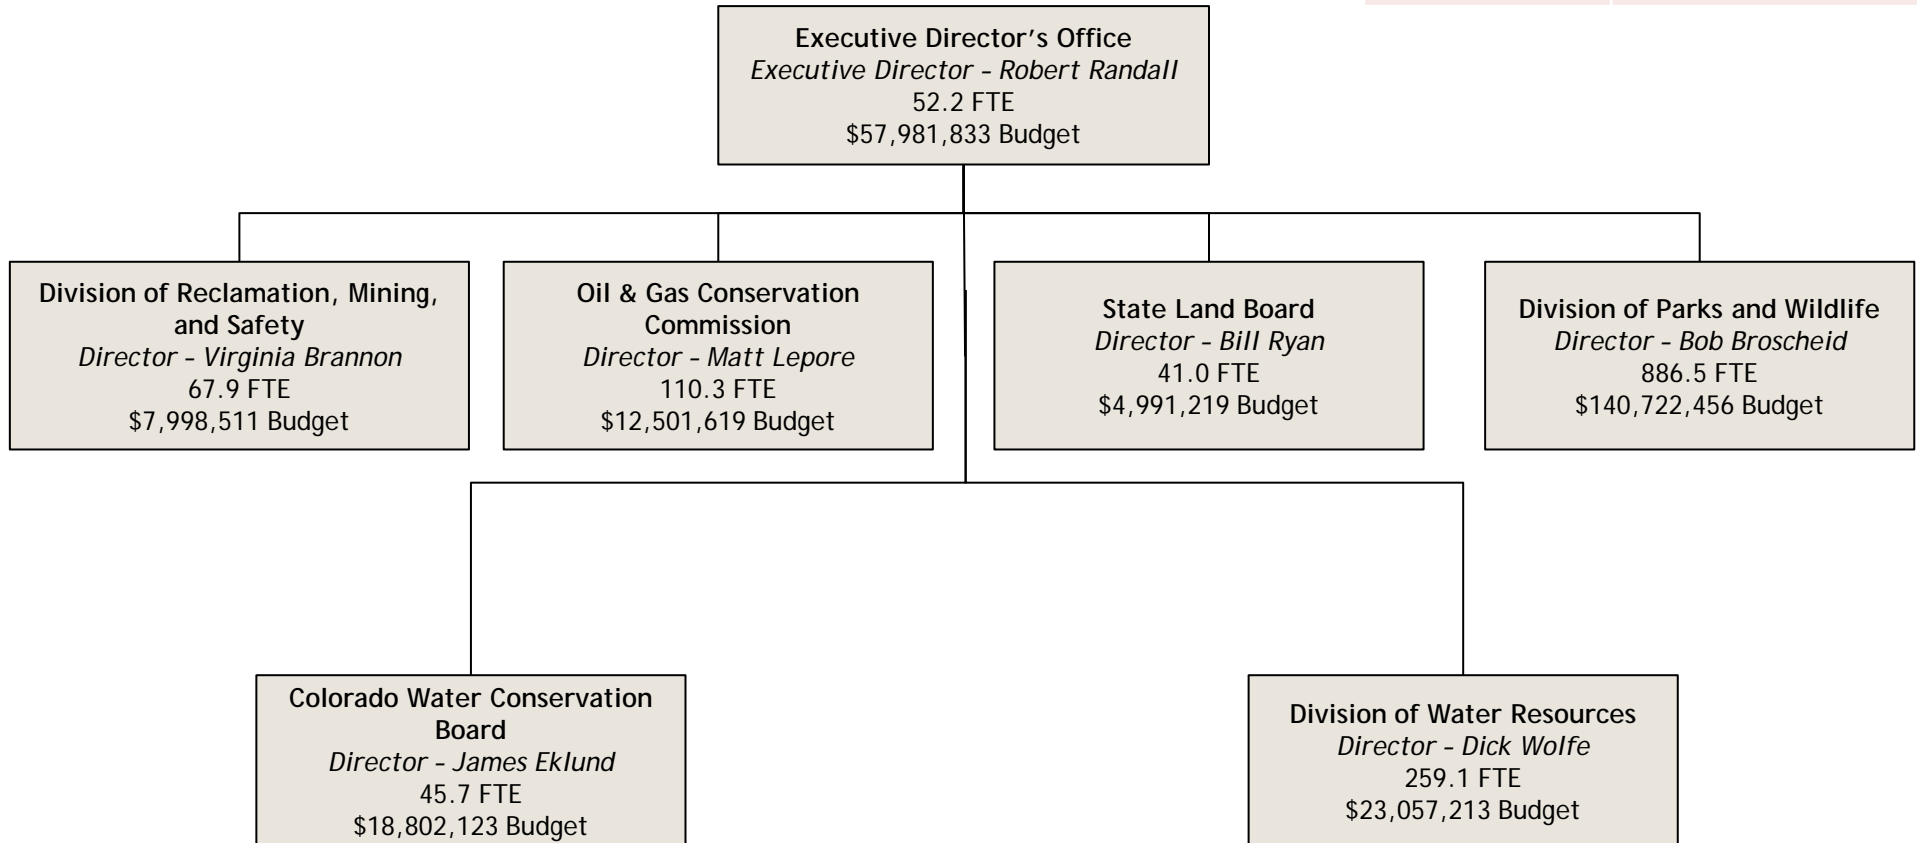 Executive Director's Office
Executive Director – Robert Randall
52.2 FTE
$57,981,833 Budget
Division of Reclamation, Mining,
and Safety
Director – Virginia Brannon
67.9 FTE
$7,998,511 Budget
Oil & Gas Conservation
Commission
Director – Matt Lepore
110.3 FTE
$12,501,619 Budget
State Land Board
Director – Bill Ryan
41.0 FTE
$4,991,219 Budget
Division of Parks and Wildlife
Director – Bob Broscheid
886.5 FTE
$140,722,456 Budget
Colorado Water Conservation
Board
Director – James Eklund
45.7 FTE
$18,802,123 Budget
Division of Water Resources
Director – Dick Wolfe
259.1 FTE
$23,057,213 Budget